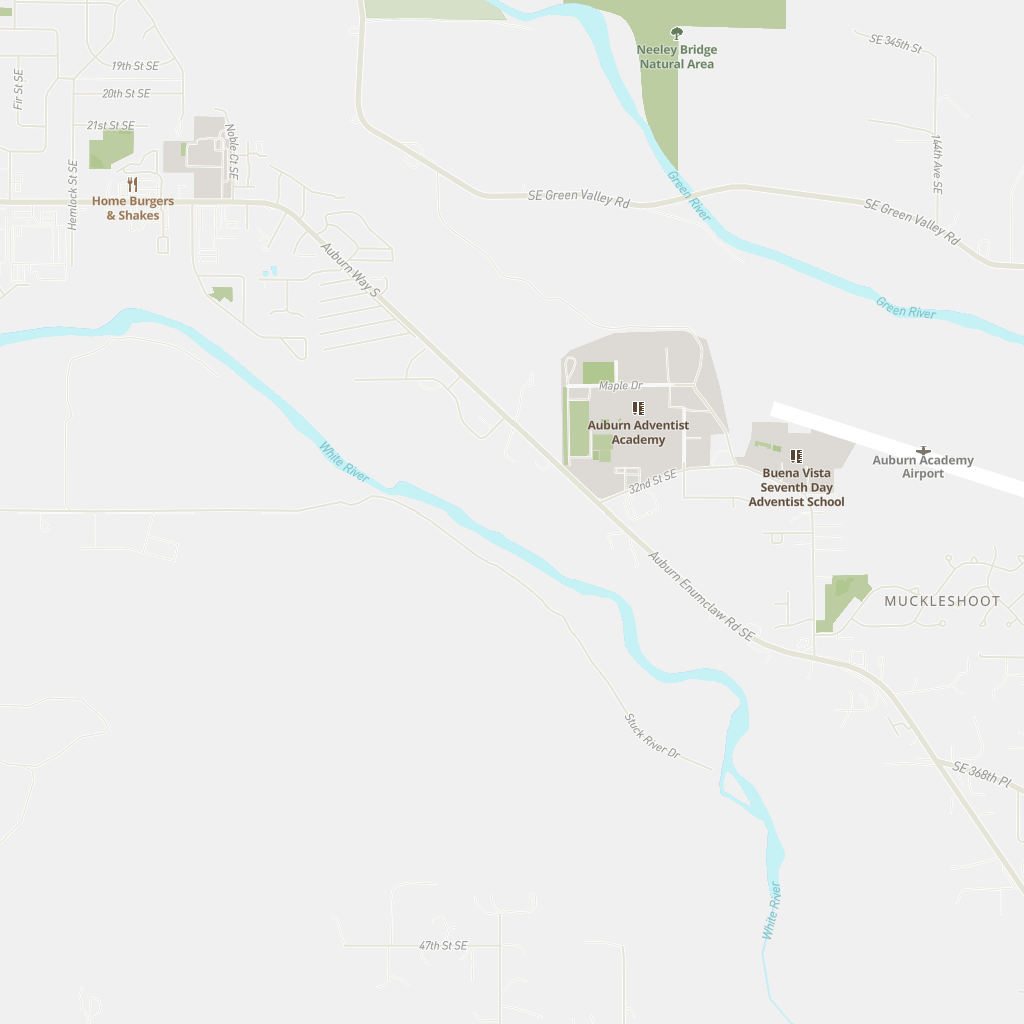 SE 345th St
Neeley Bridge
Natural Area
19th St SE
Fir St SE
20th St SE
21st St SE
Noble Ct SE
144th Ave SE
Hemlock St SE
Home Burgers
& Shakes
Green River
SE Green Valley Rd
SE Green Valley Rd
Auburn Way S
Green River
Maple Dr
Auburn Adventist
Academy
White River
Auburn Academy
Airport
Buena Vista
Seventh Day
Adventist School
32nd St SE
Auburn Enumclaw Rd SE
MUCKLESHOOT
Stuck River Dr
SE 368th Pl
White River
47th St SE